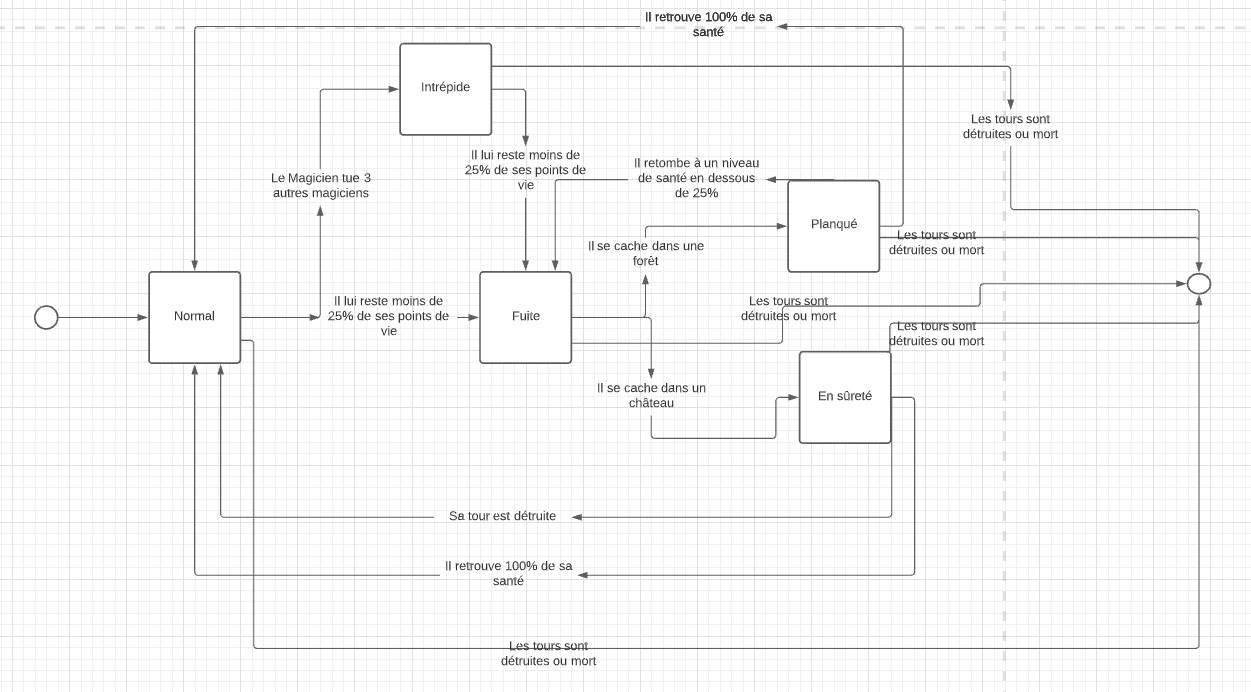 Il retrouve 100% de sa
santé
Intrépide
Les tours sont
détruites ou mort
Il lui reste moins de
25% de ses points de
vie
Il retombe à un niveau
de santé en dessous
de 25%
Le Magicien tue 3
autres magiciens
Planqué
Les tours sont
détruites ou mort
Il se cache dans une
forêt
Normal
Il lui reste moins de
25% de ses points de
vie
Fuite
Les tours sont
détruites ou mort
Les tours sont
détruites ou mort
Il se cache dans un
château
En sûreté
Sa tour est détruite
Il retrouve 100% de sa
santé
Les tours sont
détruites ou mort